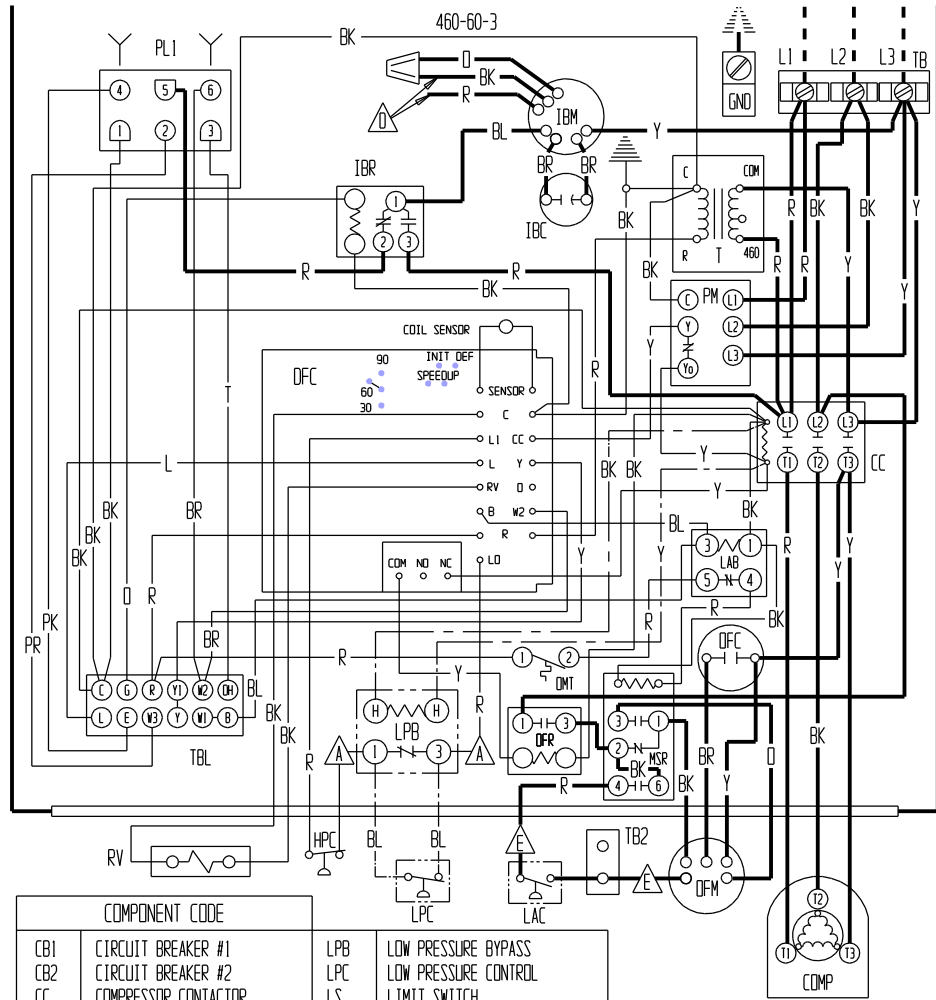 460-60-3
BK
PL1
4 5 6
1 2 3
O
BK
R
D
IBM
BL
Y
BR BR
IBC
IBR
1
2 3
R
R
BK
GND
L1 L2 L3 TB
C COM
R T 460
BK
BK
R BK BK Y
R R Y Y
C PM L1
Y L2
Yo L3
Y
R
COIL SENSOR
DFC
90
60
30
INIT DEF
SPEEDUP
SENSOR
C
L1 CC
L Y
RV O
B W2
R
LO
COM NO NC
L1 L2 L3
T1 T2 T3
CC
L
T
BK
BR
BK
BK
O R
BR
PK
PR
BK BK
Y
Y
BK
BL
3 1
LAB
5 N 4
R
BK
R
Y
Y
R
Y
Y
R
1 2
OMT
Y
OFC
C G R Y1 W2 OH
L E W3 Y W1 B
TBL
BL
BK
BK
R
H H
LPB
1 3
A A
R
1 3
OFR
3 1
2 N
MSR
BK
4 6
R
BK
BR
Y
O
BK
RV
HPC
BL BL
LPC
E
LAC
TB2
E
OFM
T2
T1 T3
COMP
COMPONENT CODE
CB1 CIRCUIT BREAKER #1
CB2 CIRCUIT BREAKER #2
CC COMPRESSOR CONTACTOR
LPB LOW PRESSURE BYPASS
LPC LOW PRESSURE CONTROL
LS LIMIT SWITCH